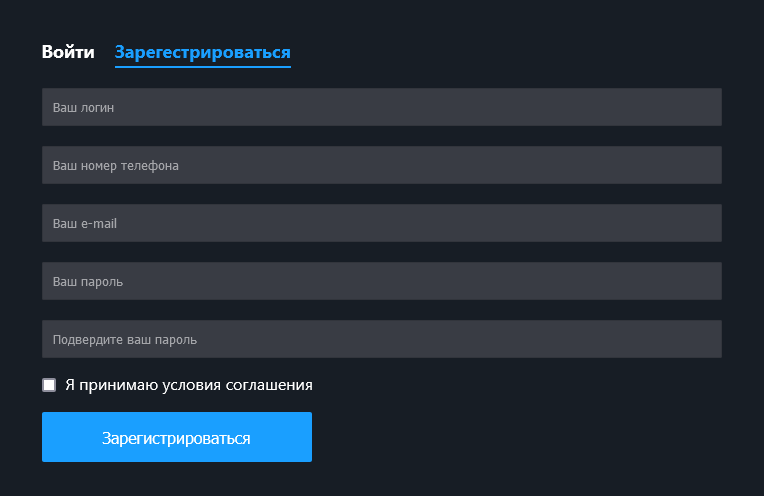 Войти Зарегестрироваться
Ваш логин
Ваш номер телефона
Ваш e-mail
Ваш пароль
Подвердите ваш пароль
Я принимаю условия соглашения
Зарегистрироваться